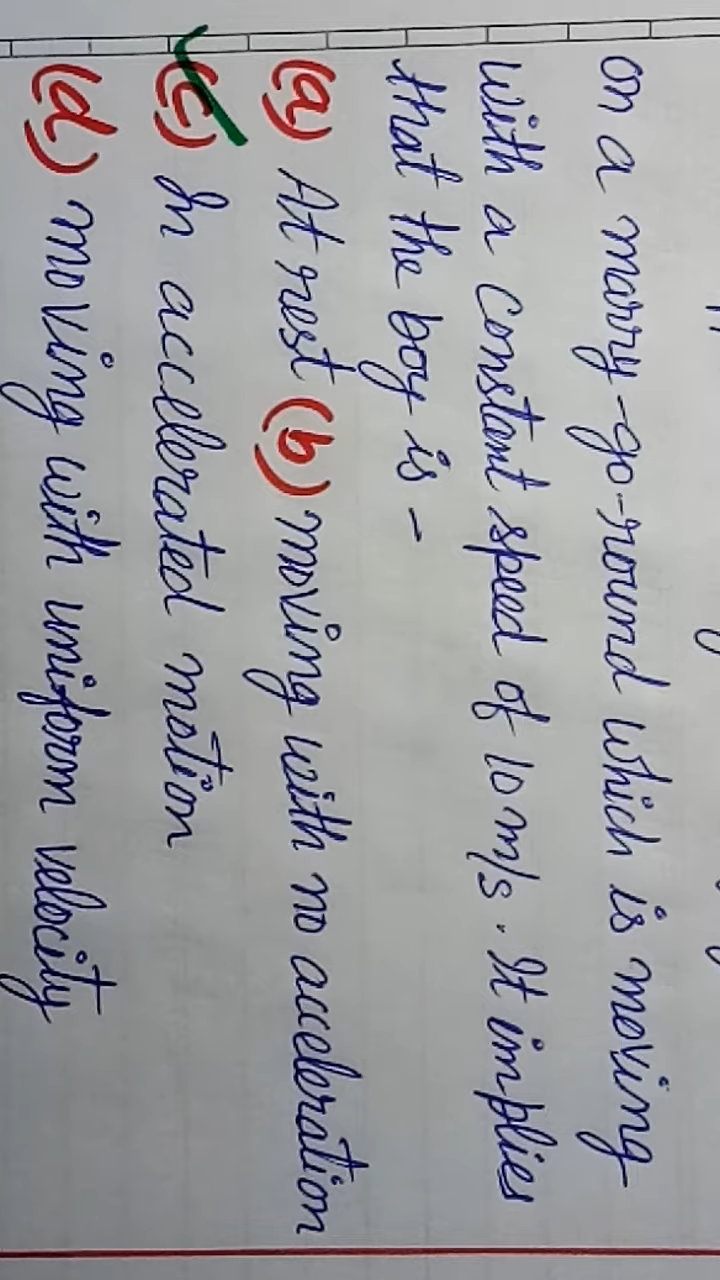 on a marry-go-round which is moving
with a constant speed of 10 m/s. It implies
that the boy is -
(a) At rest (b) moving with no acceleration
(c) In accelerated motion
(d) moving with uniform velocity